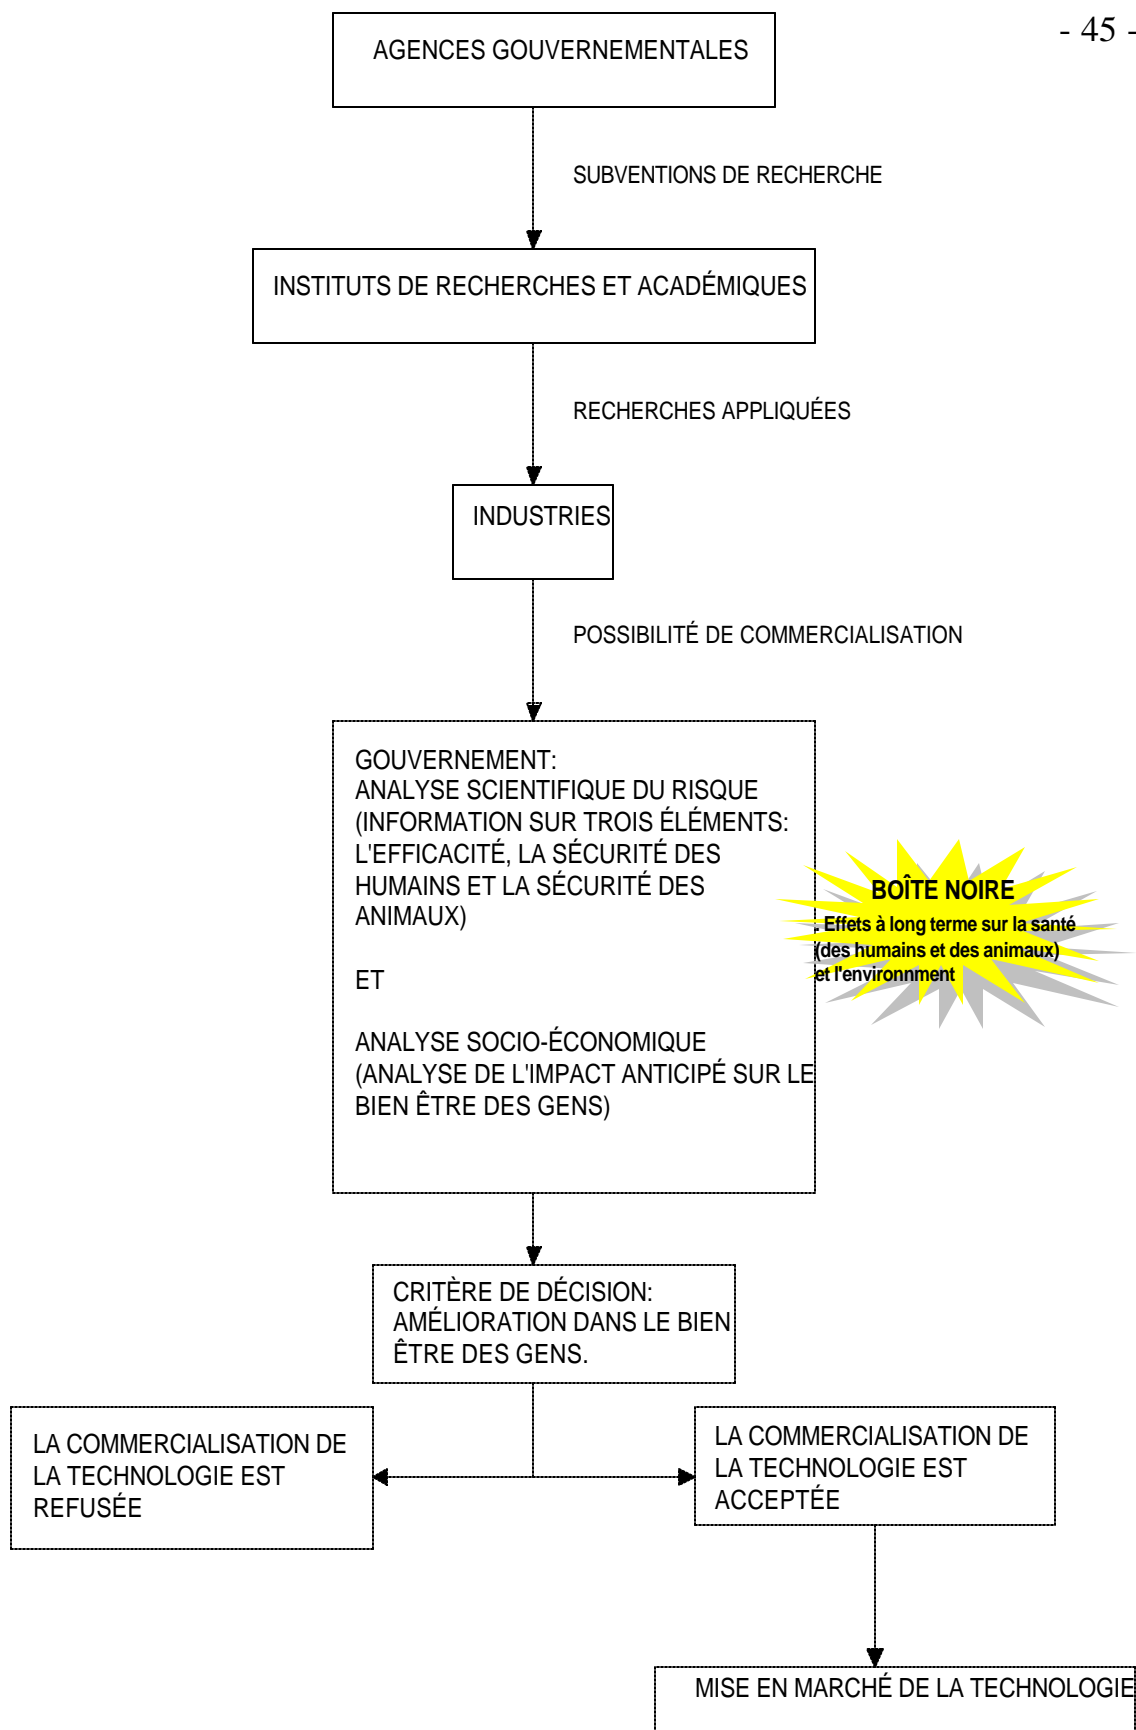 - 45 -
AGENCES GOUVERNEMENTALES
SUBVENTIONS DE RECHERCHE
INSTITUTS DE RECHERCHES ET ACADÉMIQUES
RECHERCHES APPLIQUÉES
INDUSTRIES
POSSIBILITÉ DE COMMERCIALISATION
GOUVERNEMENT:
ANALYSE SCIENTIFIQUE DU RISQUE
(INFORMATION SUR TROIS ÉLÉMENTS:
L'EFFICACITÉ, LA SÉCURITÉ DES
HUMAINS ET LA SÉCURITÉ DES
ANIMAUX)
ET
ANALYSE SOCIO-ÉCONOMIQUE
(ANALYSE DE L'IMPACT ANTICIPÉ SUR LE
BIEN ÊTRE DES GENS)
BOÎTE NOIRE
- Effets à long terme sur la santé
(des humains et des animaux)
et l'environnment
CRITÈRE DE DÉCISION:
AMÉLIORATION DANS LE BIEN
ÊTRE DES GENS.
LA COMMERCIALISATION DE
LA TECHNOLOGIE EST
REFUSÉE
LA COMMERCIALISATION DE
LA TECHNOLOGIE EST
ACCEPTÉE
MISE EN MARCHÉ DE LA TECHNOLOGIE